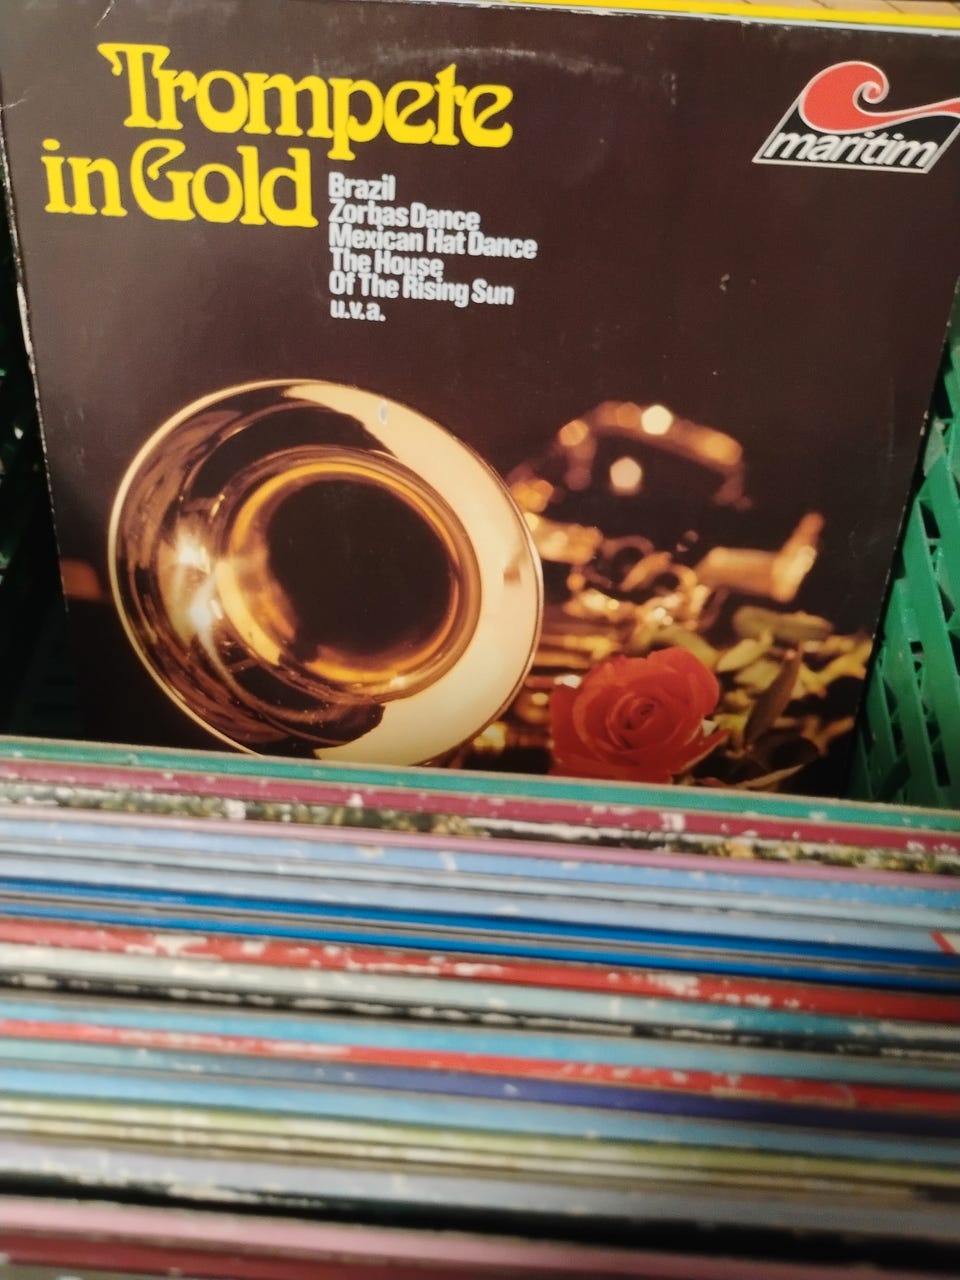 Trompete
in Gold
Brazil
Zorbas Dance
Mexican Hat Dance
The House
Of The Rising Sun
u.v.a.
maritim